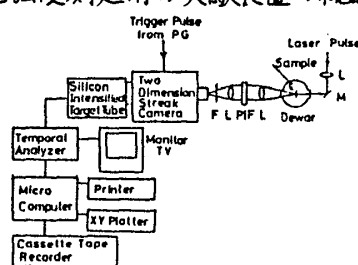 Trigger Pulse
from PG
Laser Pulse
Sample
Silicon
Intensified
Target Tube
Two
Dimension
Streak
Camera
L
M
F L PIF L
Dewar
Temporal
Analyzer
Monitor
TV
Micro
Computer
Printer
XY Plotter
Cassette Tape
Recorder